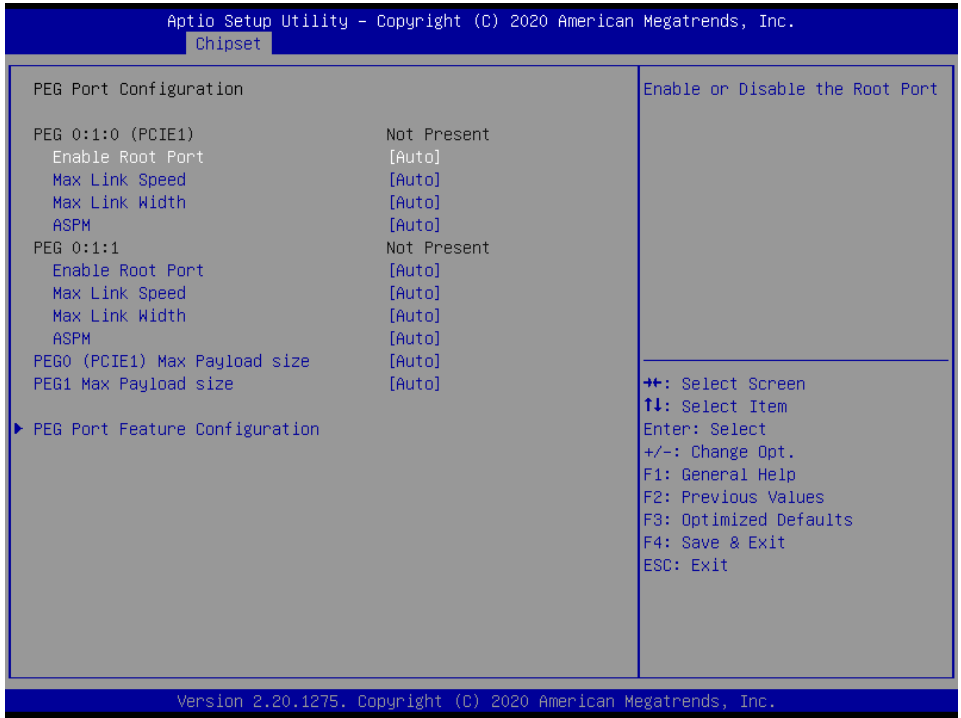 Aptio Setup Utility – Copyright (C) 2020 American Megatrends, Inc.
Chipset
PEG Port Configuration
PEG 0:1:0 (PCIE1) Not Present
Enable Root Port [Auto]
Max Link Speed [Auto]
Max Link Width [Auto]
ASPM [Auto]
PEG 0:1:1 Not Present
Enable Root Port [Auto]
Max Link Speed [Auto]
Max Link Width [Auto]
ASPM [Auto]
PEG0 (PCIE1) Max Payload size [Auto]
PEG1 Max Payload size [Auto]
▶ PEG Port Feature Configuration
Enable or Disable the Root Port
→←: Select Screen
↑↓: Select Item
Enter: Select
+/-: Change Opt.
F1: General Help
F2: Previous Values
F3: Optimized Defaults
F4: Save & Exit
ESC: Exit
Version 2.20.1275. Copyright (C) 2020 American Megatrends, Inc.